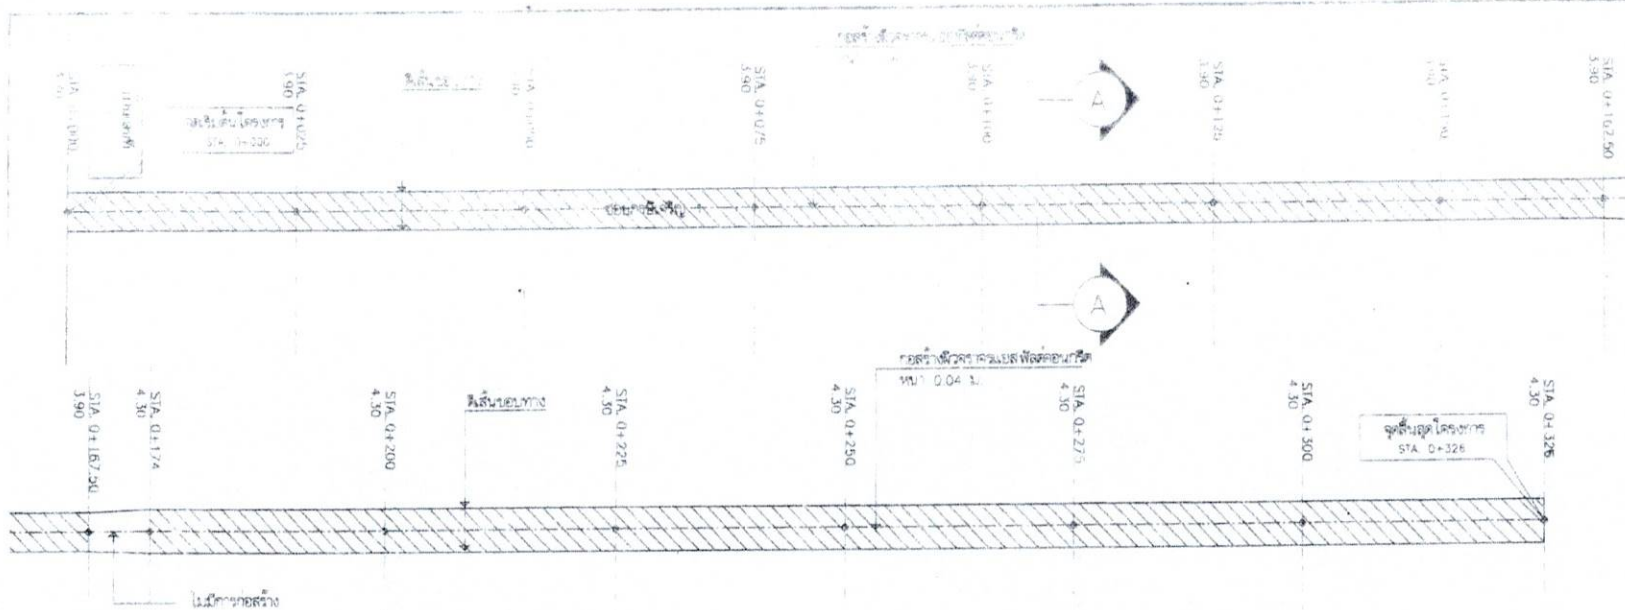 STA. 0+025
3.90
จุดเริ่มต้นโครงการ
STA. 0+000
STA. 0+075
3.90
STA. 0+100
3.90
A
STA. 0+125
3.90
STA. 0+167.50
3.90
A
STA. 0+167.50
3.90
STA. 0+174
4.30
STA. 0+200
4.30
ตีเส้นขอบทาง
STA. 0+225
4.30
STA. 0+250
4.30
ก่อสร้างผิวจราจรแอสฟัลต์คอนกรีต
หนา 0.04 ม.
STA. 0+275
4.30
STA. 0+300
4.30
จุดสิ้นสุดโครงการ
STA. 0+326
STA. 0+326
4.30
ไม่มีการก่อสร้าง